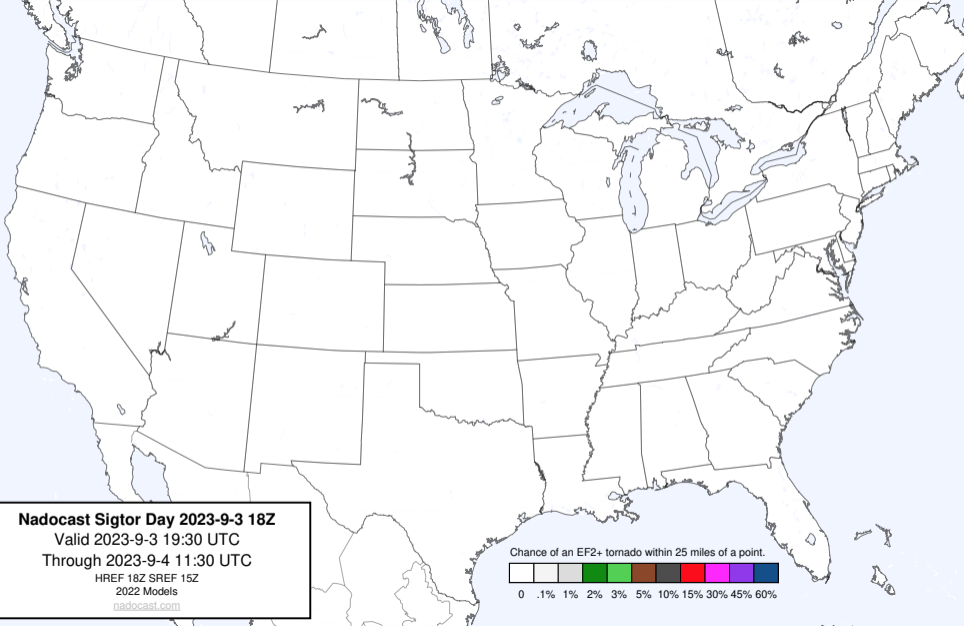 Nadocast Sigtor Day 2023-9-3 18Z
Valid 2023-9-3 19:30 UTC
Through 2023-9-4 11:30 UTC
HREF 18Z SREF 15Z
2022 Models
nadocast.com
Chance of an EF2+ tornado within 25 miles of a point.
0 .1% 1% 2% 3% 5% 10% 15% 30% 45% 60%